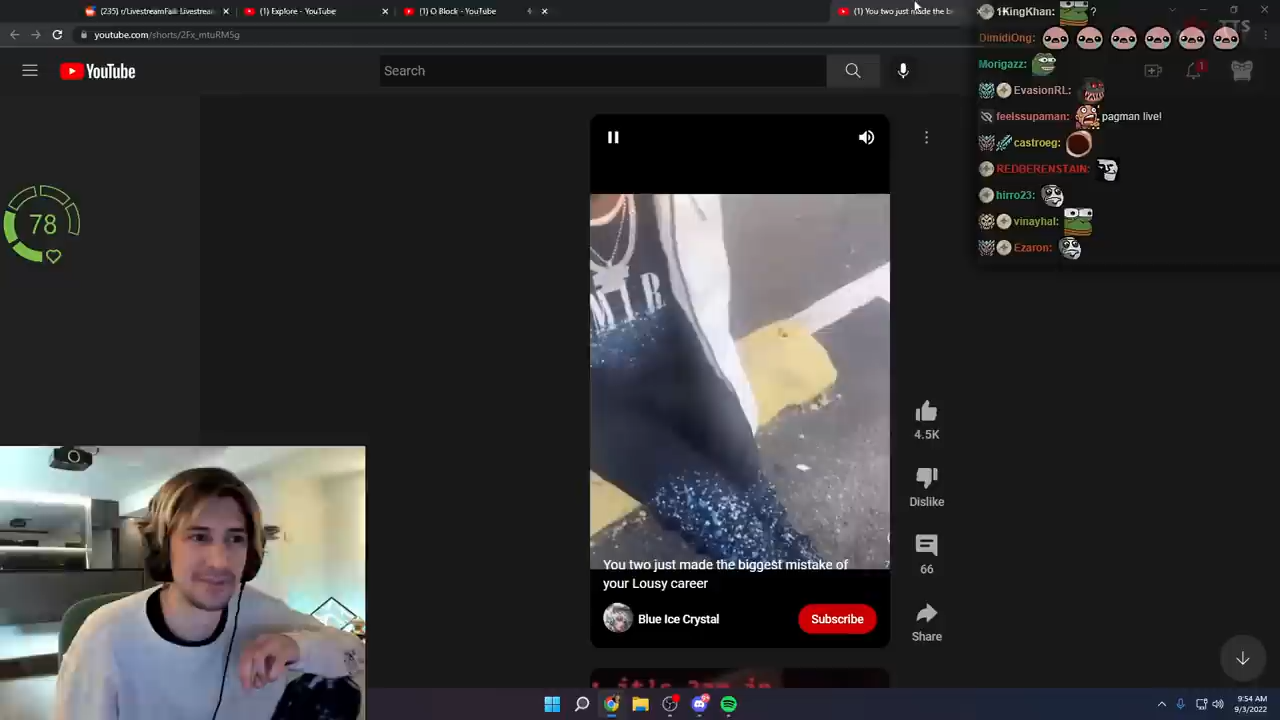 (235) r/LivestreamFail: Livestream
(1) Explore - YouTube
(1) O Block - YouTube
(1) You two just made the b
youtube.com/shorts/2Fx_mtuRM5g
YouTube
Search
1
78
1KingKhan: ?
TTS
DimidiOng:
Morigazz:
EvasionRL:
feelssupaman: pagman live!
castroeg:
REDBERENSTAIN:
hirro23:
vinayhal:
Ezaron:
You two just made the biggest mistake of
your Lousy career
Blue Ice Crystal
Subscribe
4.5K
Dislike
66
Share
9:54 AM
9/3/2022